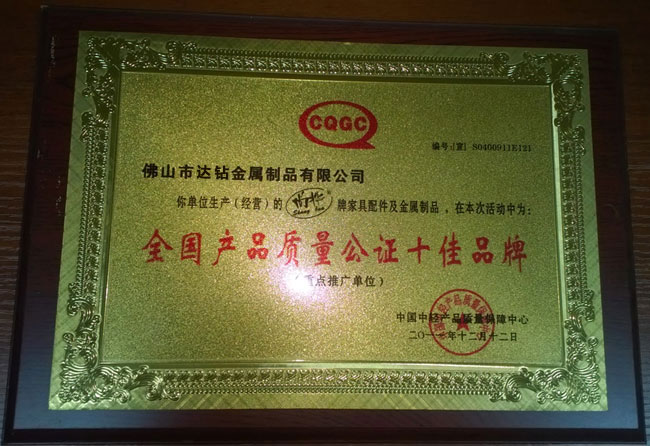 CQGC
编号:[重] S0400911E121
佛山市达钻金属制品有限公司
你单位生产（经营）的 牌家具配件及金属制品，在本次活动中为：
全国产品质量公证十佳品牌
（重点推广单位）
中国中轻产品质量保障中心
二〇一一年十二月十二日